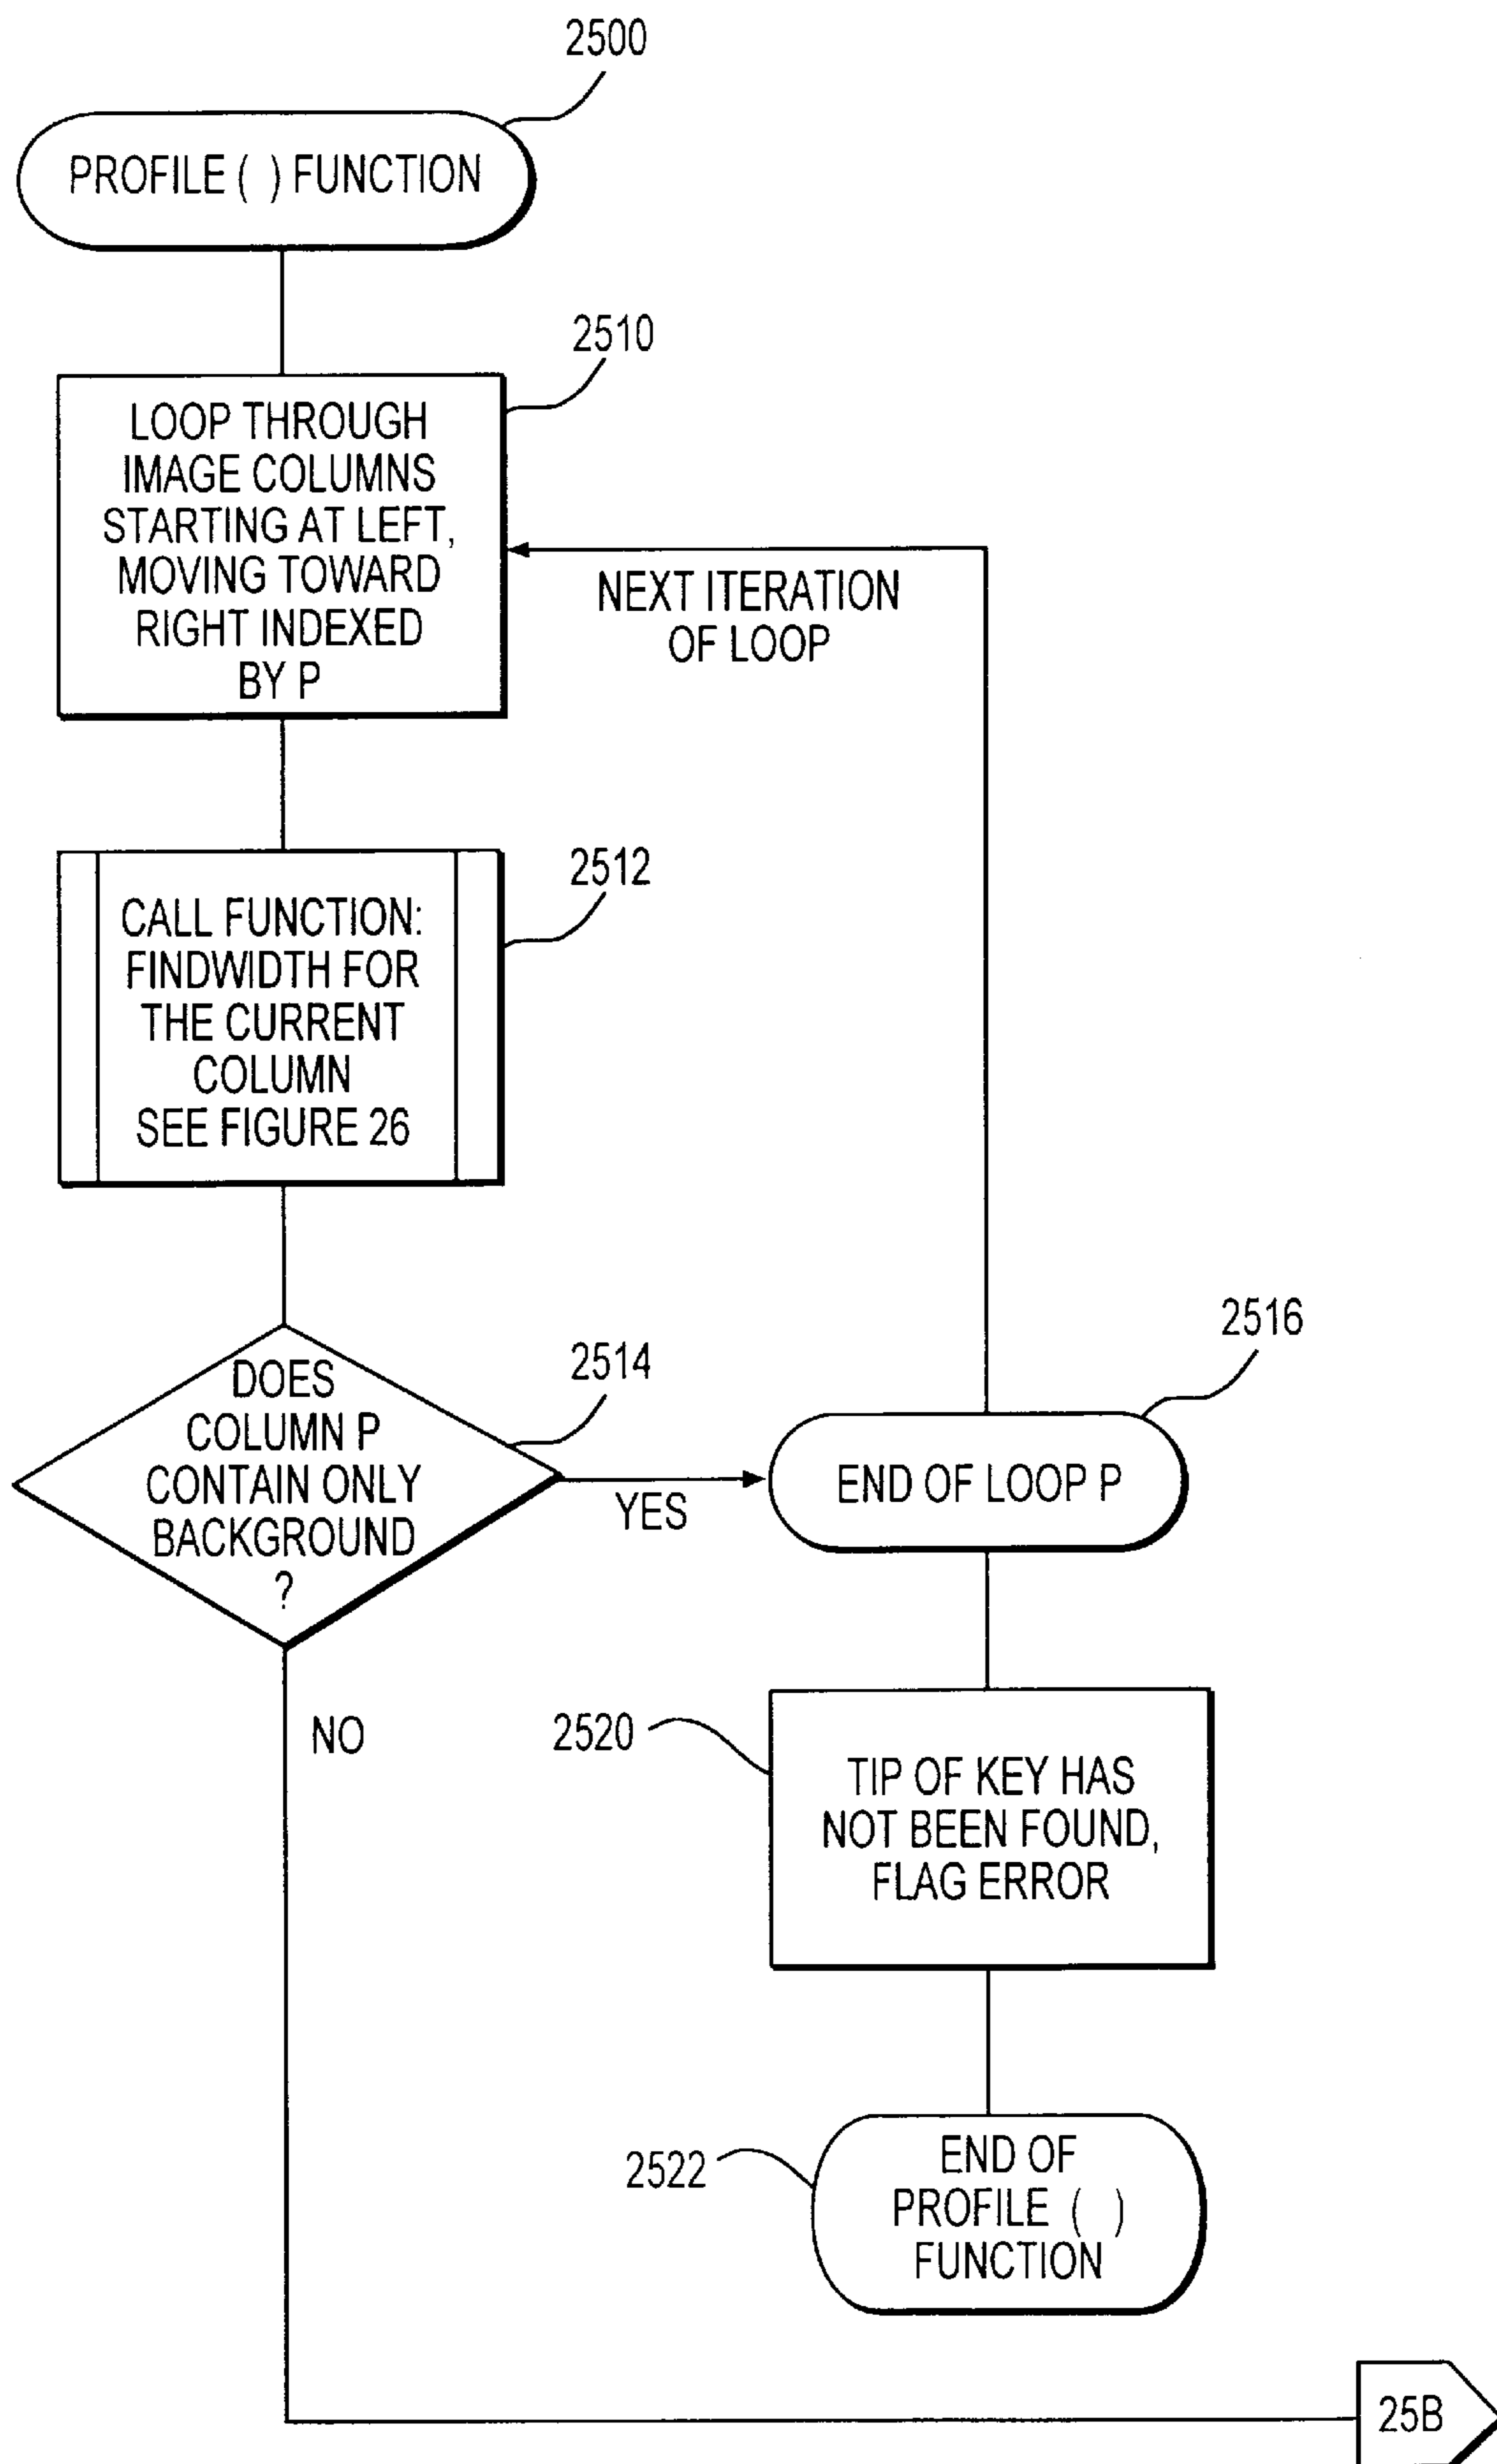 2500
PROFILE ( ) FUNCTION
2510
LOOP THROUGH
IMAGE COLUMNS
STARTING AT LEFT,
MOVING TOWARD
RIGHT INDEXED
BY P
NEXT ITERATION
OF LOOP
2512
CALL FUNCTION:
FINDWIDTH FOR
THE CURRENT
COLUMN
SEE FIGURE 26
2514
DOES
COLUMN P
CONTAIN ONLY
BACKGROUND
?
YES
2516
END OF LOOP P
NO
2520
TIP OF KEY HAS
NOT BEEN FOUND,
FLAG ERROR
2522
END OF
PROFILE ( )
FUNCTION
25B